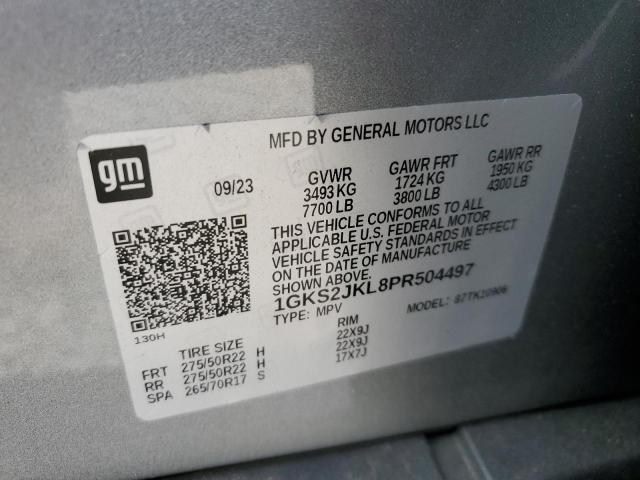 gm
MFD BY GENERAL MOTORS LLC
09/23
GVWR GAWR FRT GAWR RR
3493 KG 1724 KG 1950 KG
7700 LB 3800 LB 4300 LB
THIS VEHICLE CONFORMS TO ALL
APPLICABLE U.S. FEDERAL MOTOR
VEHICLE SAFETY STANDARDS IN EFFECT
ON THE DATE OF MANUFACTURE
SHOWN ABOVE.
1GKS2JKL8PR504497
TYPE: MPV MODEL:
130H
TIRE SIZE RIM
FRT 275/50R22 H 22X9J
RR 275/50R22 H 22X9J
SPA 265/70R17 S 17X7J